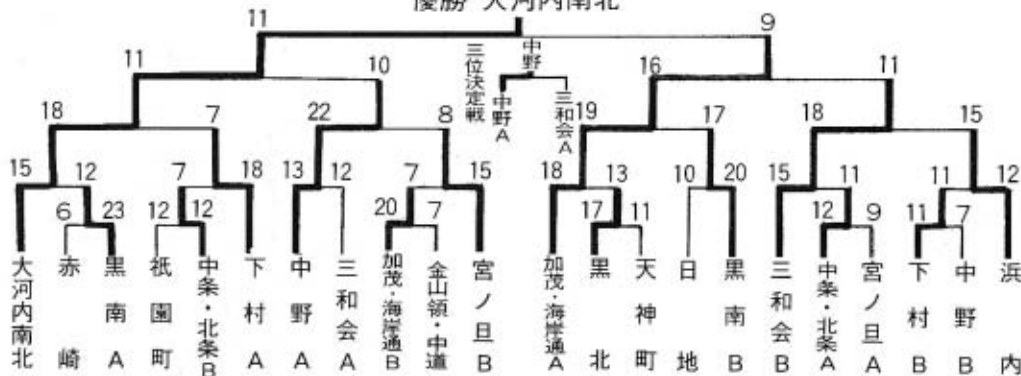 優勝 大河内南北
11 9
11 10 16 11
三位決定戦
中野
中野A
三和会A
18 7 22 8 19 17 18 15
15 12 7 18 13 12 7 15 18 13 10 20 15 11 11 12
6 23 12 12 20 7 17 11 12 9 11 7
大河内南北
赤崎
黒南A
祇園町
中条・北条B
下村A
中野A
三和会A
加茂・海岸通B
金山領・中道
宮ノ旦B
加茂・海岸通A
黒北
天神町
日地
黒南B
三和会B
中条・北条A
宮ノ旦A
下村B
中野B
浜内